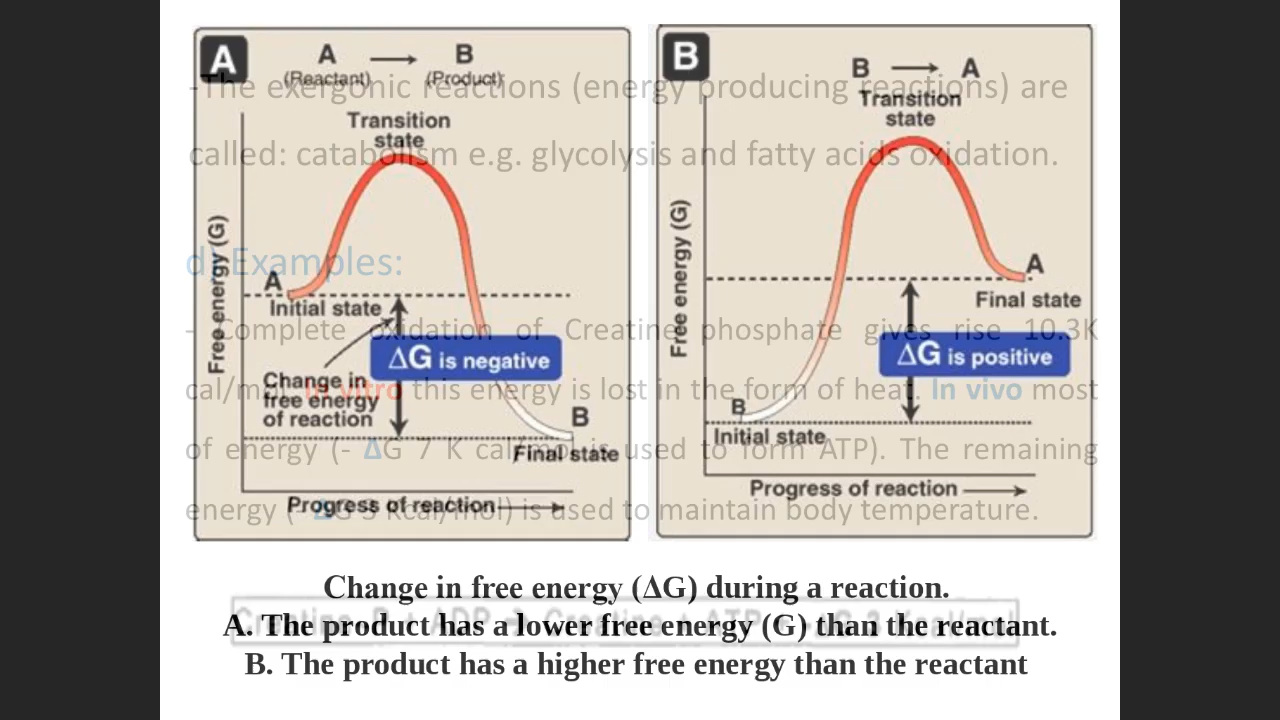 A
A → B
(Reactant) (Product)
Transition
state
Free energy (G)
A
Initial state
ΔG is negative
Change in
free energy
of reaction
B
Final state
Progress of reaction
B
B → A
Transition
state
Free energy (G)
A
Final state
ΔG is positive
B
Initial state
Progress of reaction
-The exergonic reactions (energy producing reactions) are
called: catabolism e.g. glycolysis and fatty acids oxidation.
d) Examples:
- Complete oxidation of Creatine phosphate gives rise 10.3K
cal/mol. In vitro this energy is lost in the form of heat. In vivo most
of energy (- ΔG 7 K cal/mol is used to form ATP). The remaining
energy (- ΔG 3 Kcal/mol) is used to maintain body temperature.
Change in free energy (ΔG) during a reaction.
A. The product has a lower free energy (G) than the reactant.
B. The product has a higher free energy than the reactant